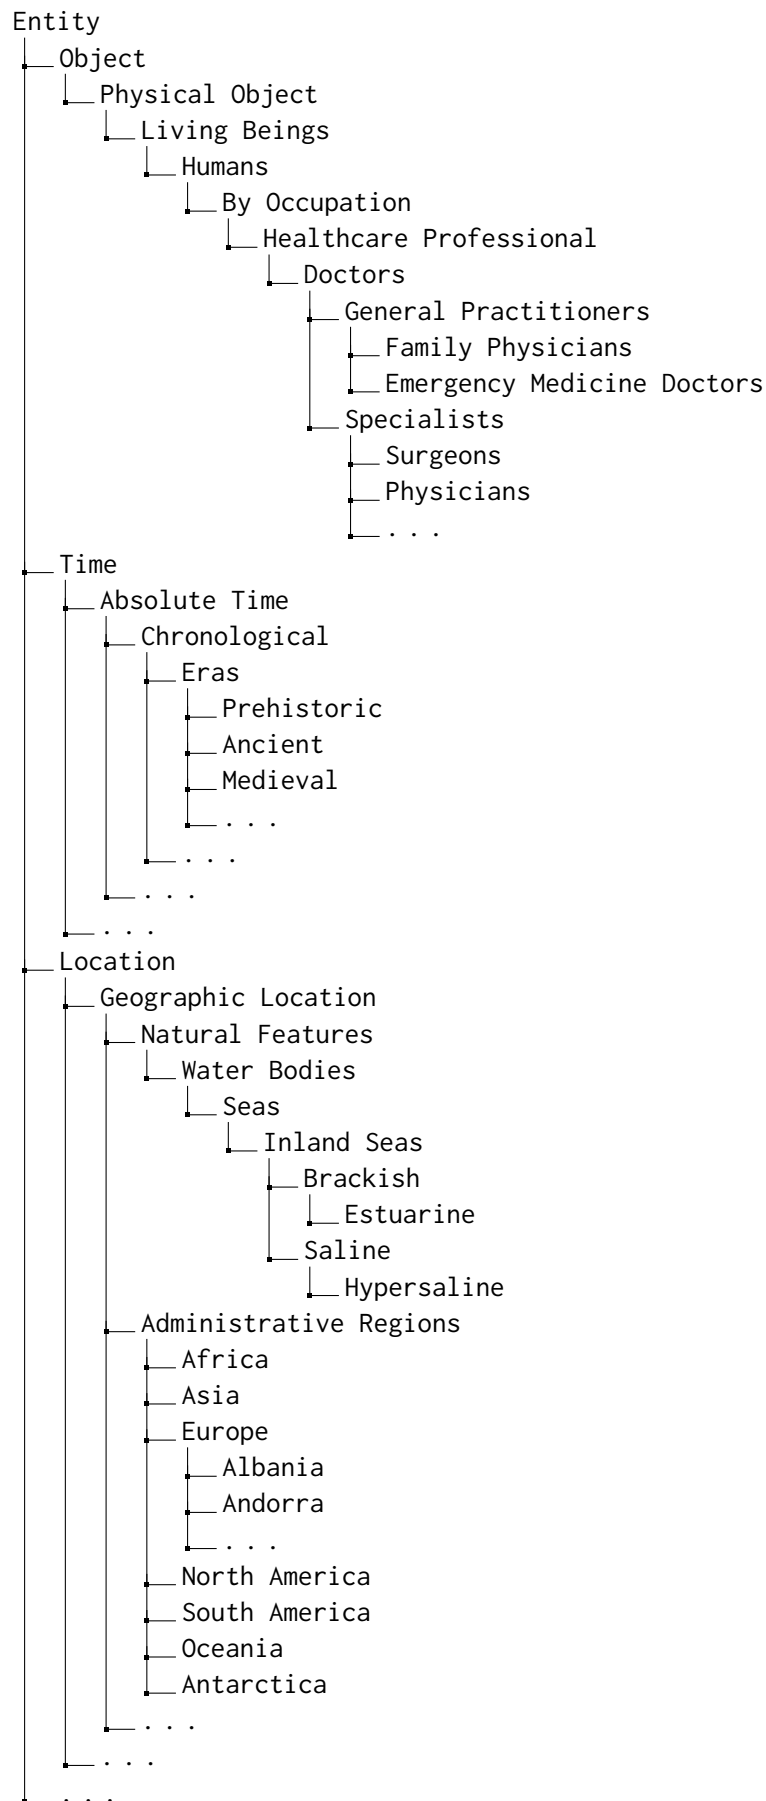 Entity
Object
Physical Object
Living Beings
Humans
By Occupation
Healthcare Professional
Doctors
General Practitioners
Family Physicians
Emergency Medicine Doctors
Specialists
Surgeons
Physicians
...
Time
Absolute Time
Chronological
Eras
Prehistoric
Ancient
Medieval
...
...
...
...
Location
Geographic Location
Natural Features
Water Bodies
Seas
Inland Seas
Brackish
Estuarine
Saline
Hypersaline
Administrative Regions
Africa
Asia
Europe
Albania
Andorra
...
North America
South America
Oceania
Antarctica
...
...
...